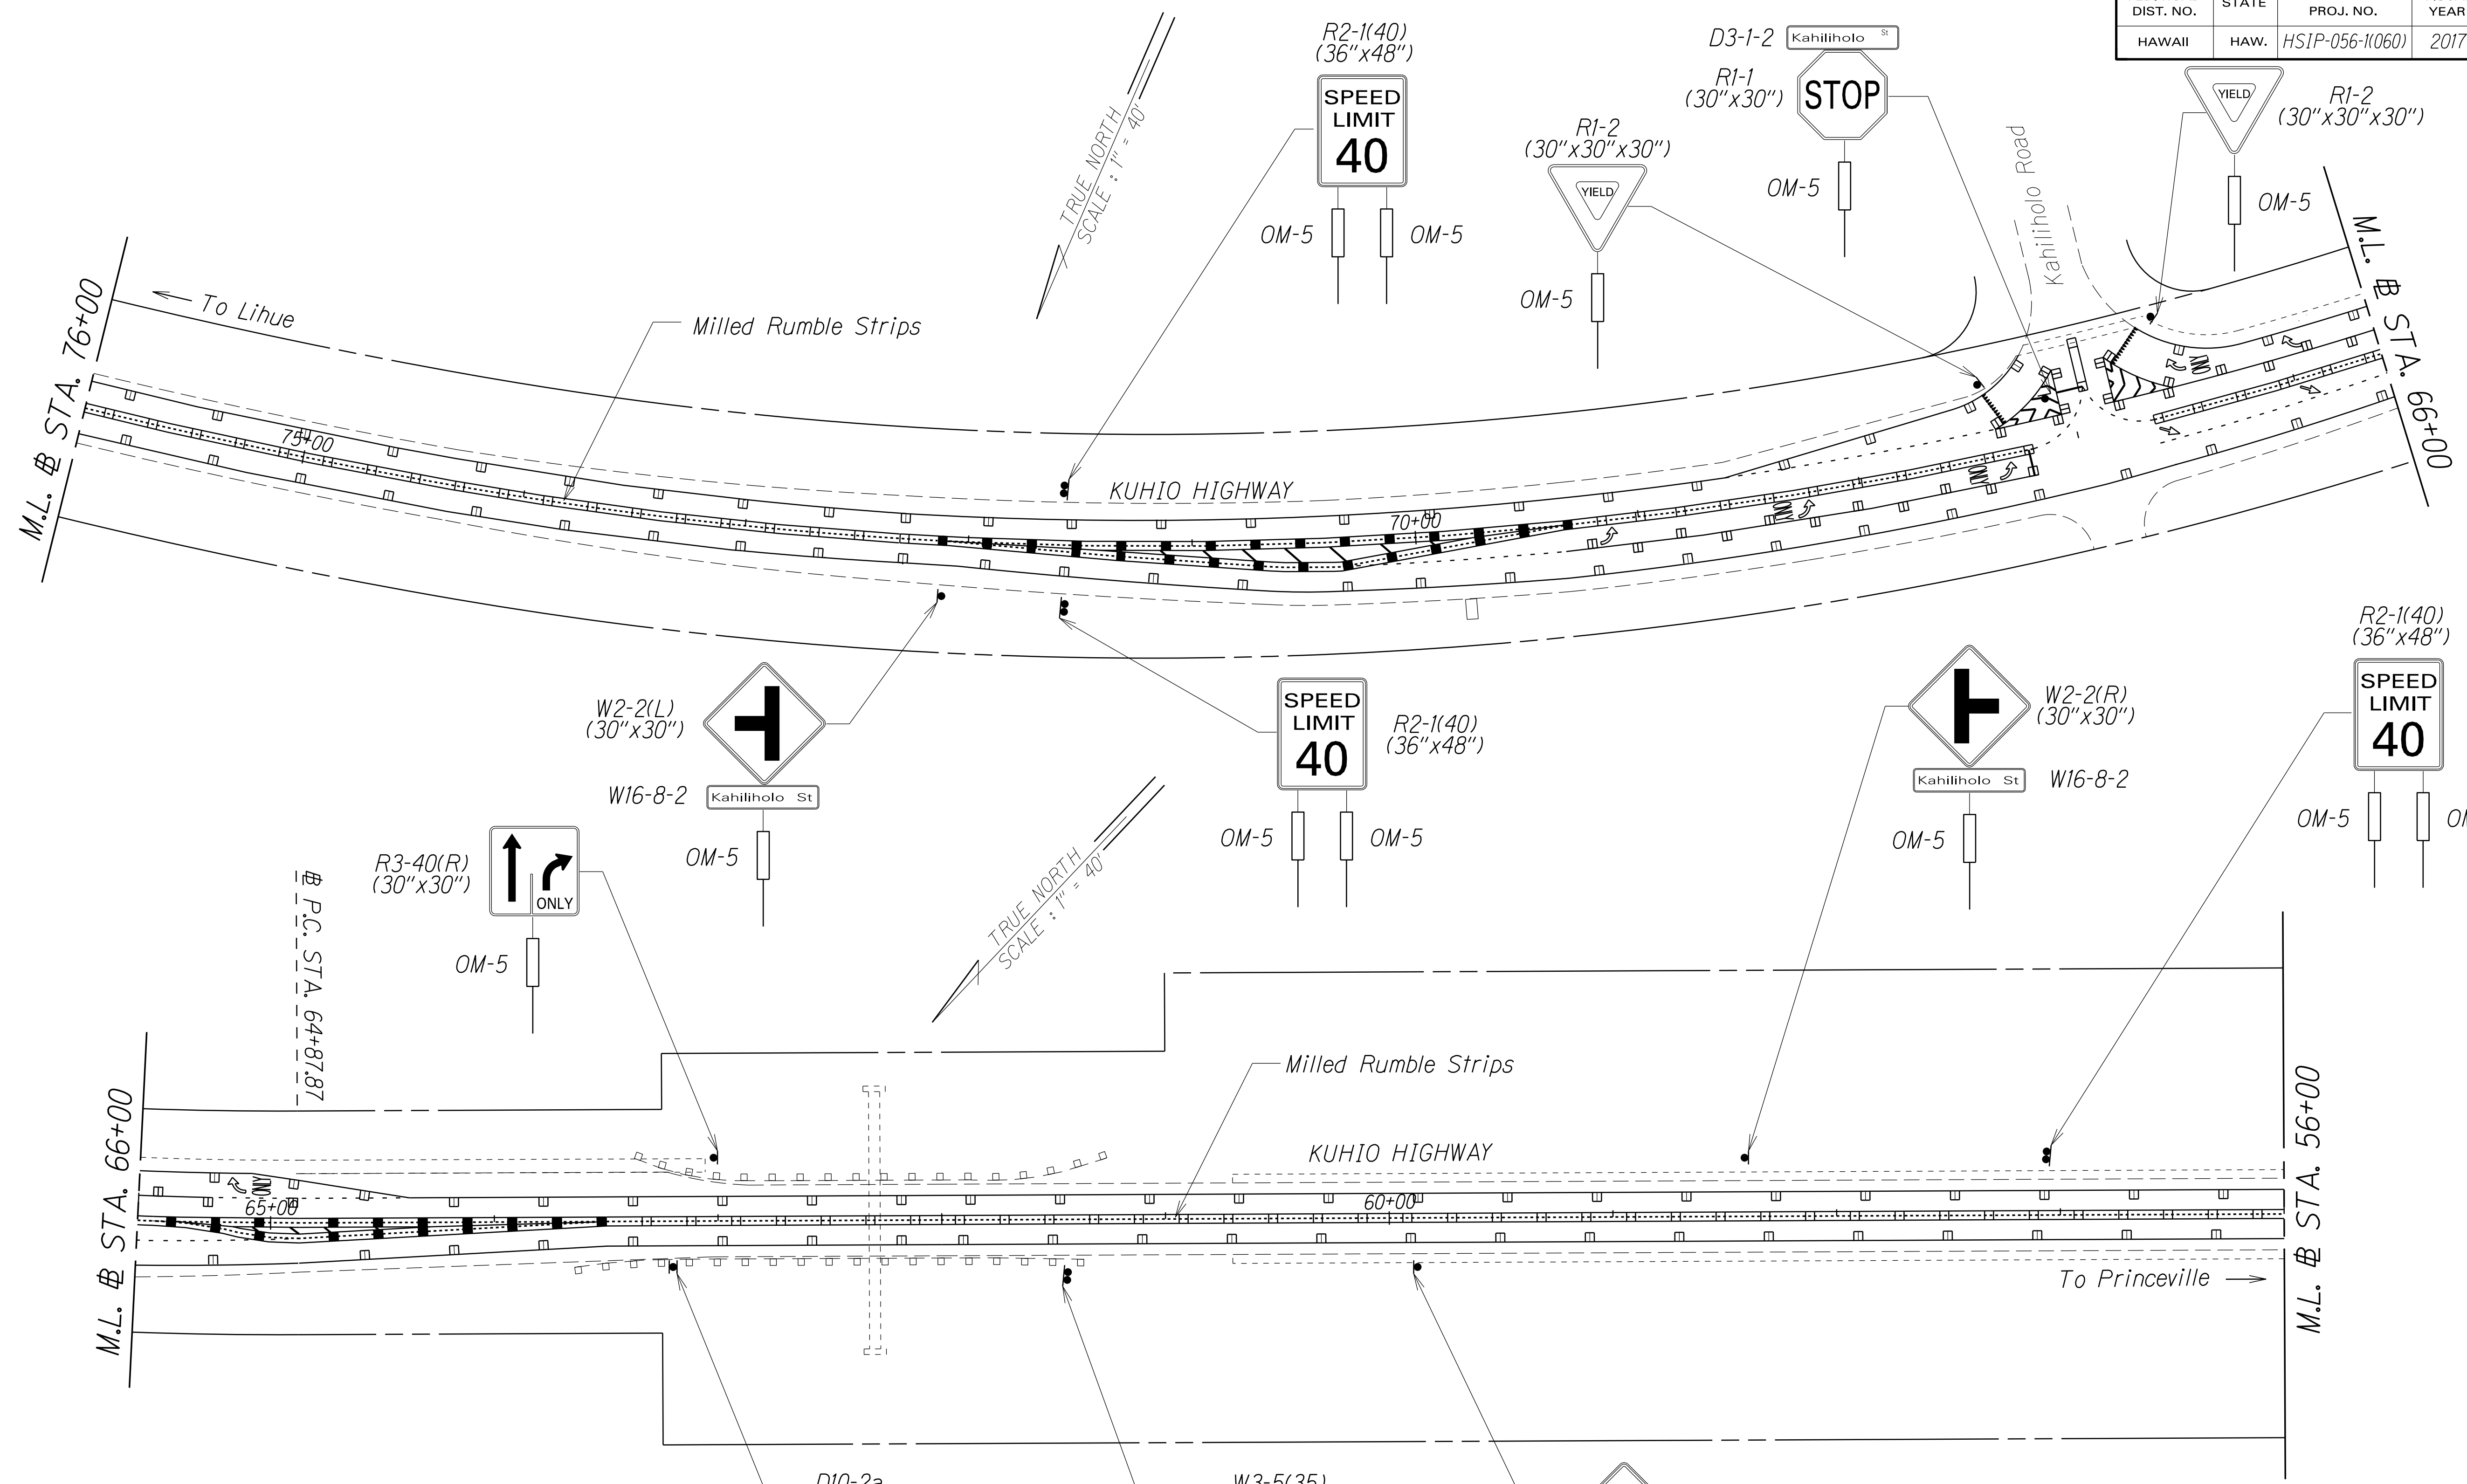 DIST. NO.
STATE
PROJ. NO.
YEAR
HAWAII
HAW.
HSIP-056-1(060)
2017
R2-1(40)
(36"x48")
SPEED
LIMIT
40
OM-5
OM-5
TRUE NORTH
SCALE : 1" = 40'
D3-1-2
Kahiliholo St
R1-1
(30"x30")
STOP
OM-5
R1-2
(30"x30"x30")
YIELD
OM-5
YIELD
R1-2
(30"x30"x30")
OM-5
Kahiliholo Road
M.L. B STA. 76+00
To Lihue
Milled Rumble Strips
75+00
KUHIO HIGHWAY
70+00
ONLY
ONLY
ONLY
M.L. B STA. 66+00
W2-2(L)
(30"x30")
W16-8-2
Kahiliholo St
OM-5
SPEED
LIMIT
40
R2-1(40)
(36"x48")
OM-5
OM-5
W2-2(R)
(30"x30")
Kahiliholo St
W16-8-2
OM-5
R2-1(40)
(36"x48")
SPEED
LIMIT
40
OM-5
R3-40(R)
(30"x30")
ONLY
OM-5
B P.C. STA. 64+87.87
TRUE NORTH
SCALE : 1" = 40'
M.L. B STA. 66+00
ONLY
65+00
Milled Rumble Strips
KUHIO HIGHWAY
60+00
To Princeville
M.L. B STA. 56+00
D10-2a
W3-5(35)